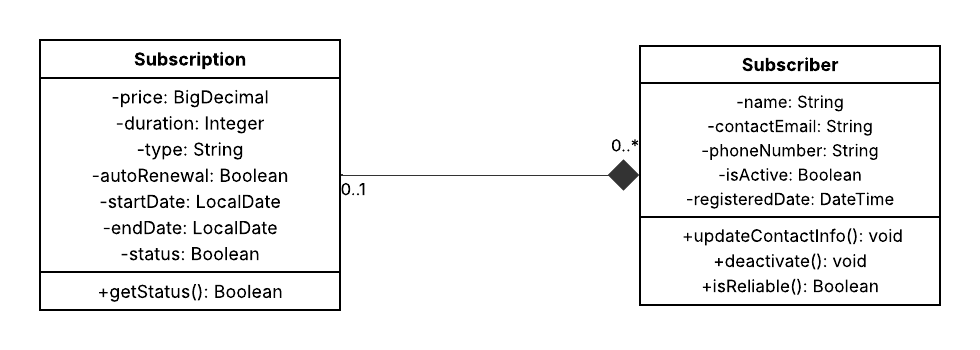 Subscription
-price: BigDecimal
-duration: Integer
-type: String
-autoRenewal: Boolean
-startDate: LocalDate
-endDate: LocalDate
-status: Boolean
+getStatus(): Boolean
0..1
0..*
Subscriber
-name: String
-contactEmail: String
-phoneNumber: String
-isActive: Boolean
-registeredDate: DateTime
+updateContactInfo(): void
+deactivate(): void
+isReliable(): Boolean